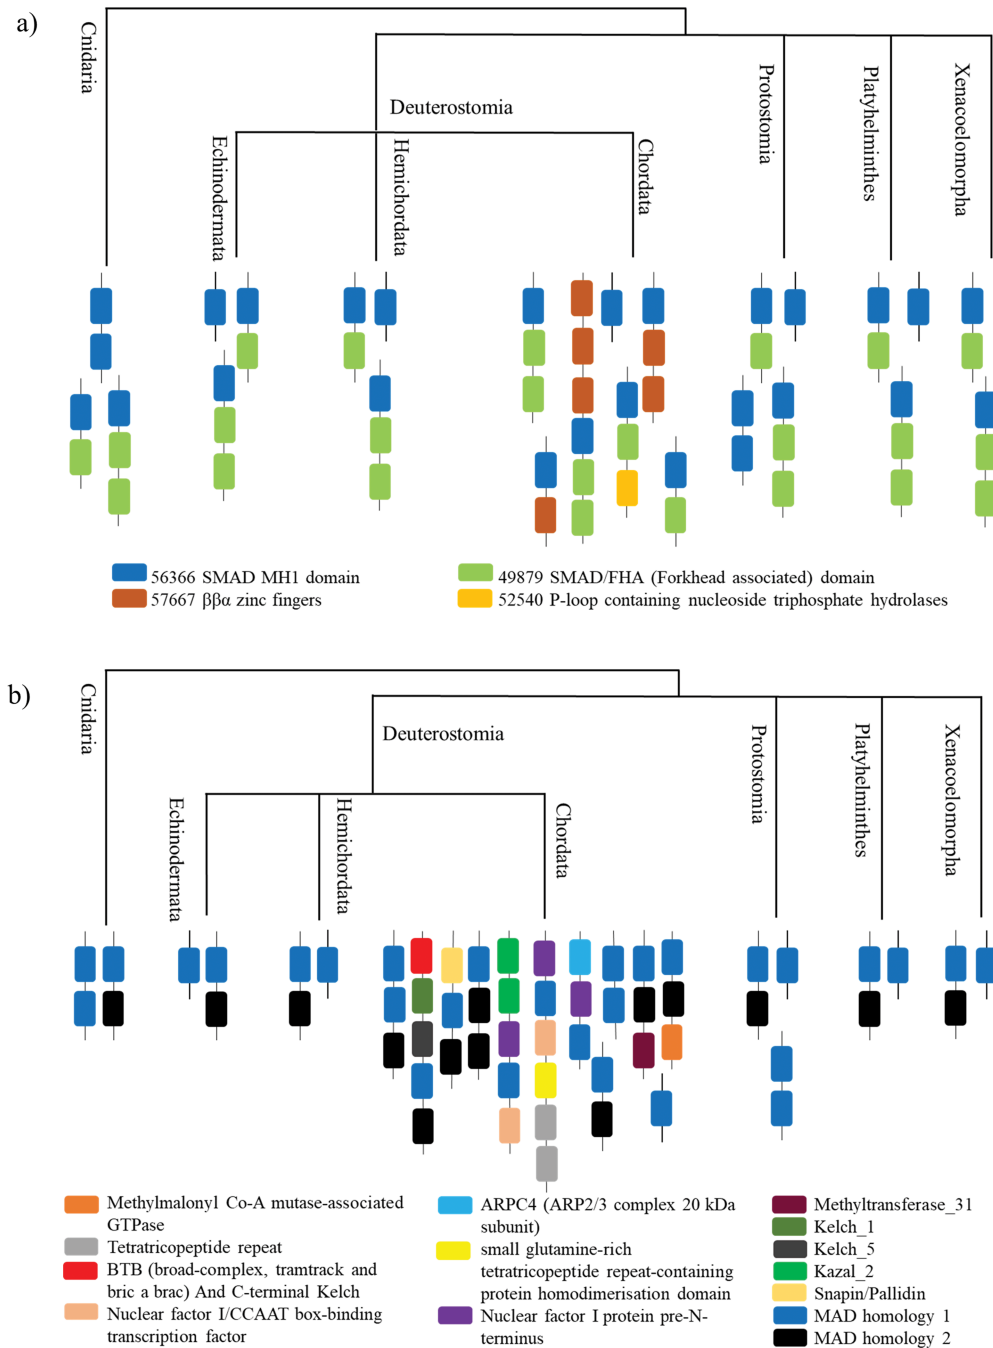 a)
Cnidaria
Deuterostomia
Echinodermata
Hemichordata
Chordata
Protostomia
Platyhelminthes
Xenacoelomorpha
56366 SMAD MH1 domain
57667 ββα zinc fingers
49879 SMAD/FHA (Forkhead associated) domain
52540 P-loop containing nucleoside triphosphate hydrolases
b)
Cnidaria
Deuterostomia
Echinodermata
Hemichordata
Chordata
Protostomia
Platyhelminthes
Xenacoelomorpha
Methylmalonyl Co-A mutase-associated
GTPase
Tetratricopeptide repeat
BTB (broad-complex, tramtrack and
bric a brac) And C-terminal Kelch
Nuclear factor I/CCAAT box-binding
transcription factor
ARPC4 (ARP2/3 complex 20 kDa
subunit)
small glutamine-rich
tetratricopeptide repeat-containing
protein homodimerisation domain
Nuclear factor I protein pre-N-
terminus
Methyltransferase_31
Kelch_1
Kelch_5
Kazal_2
Snapin/Pallidin
MAD homology 1
MAD homology 2